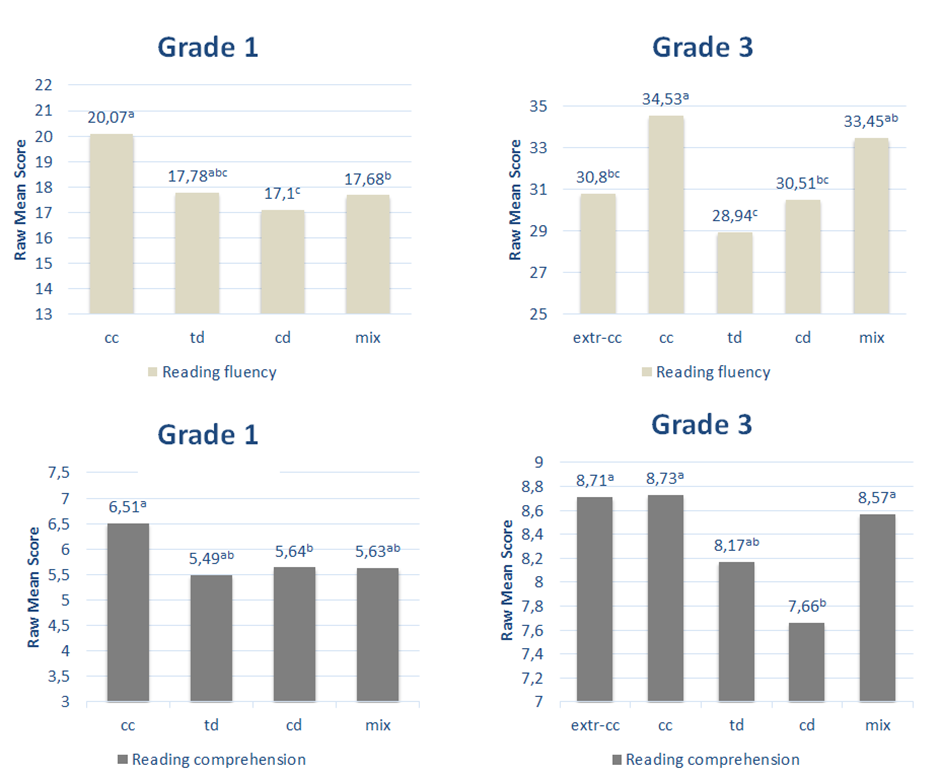 Grade 1
22
21
20
19
18
17
16
15
14
13
Raw Mean Score
20,07ᵃ
17,78ᵃᵇᶜ
17,1ᶜ
17,68ᵇ
cc td cd mix
Reading fluency
Grade 3
35
33
31
29
27
25
Raw Mean Score
30,8ᵇᶜ
34,53ᵃ
28,94ᶜ
30,51ᵇᶜ
33,45ᵃᵇ
extr-cc cc td cd mix
Reading fluency
Grade 1
7,5
7
6,5
6
5,5
5
4,5
4
3,5
3
Raw Mean Score
6,51ᵃ
5,49ᵃᵇ
5,64ᵇ
5,63ᵃᵇ
cc td cd mix
Reading comprehension
Grade 3
9
8,8
8,6
8,4
8,2
8
7,8
7,6
7,4
7,2
7
Raw Mean Score
8,71ᵃ
8,73ᵃ
8,17ᵃᵇ
7,66ᵇ
8,57ᵃ
extr-cc cc td cd mix
Reading comprehension